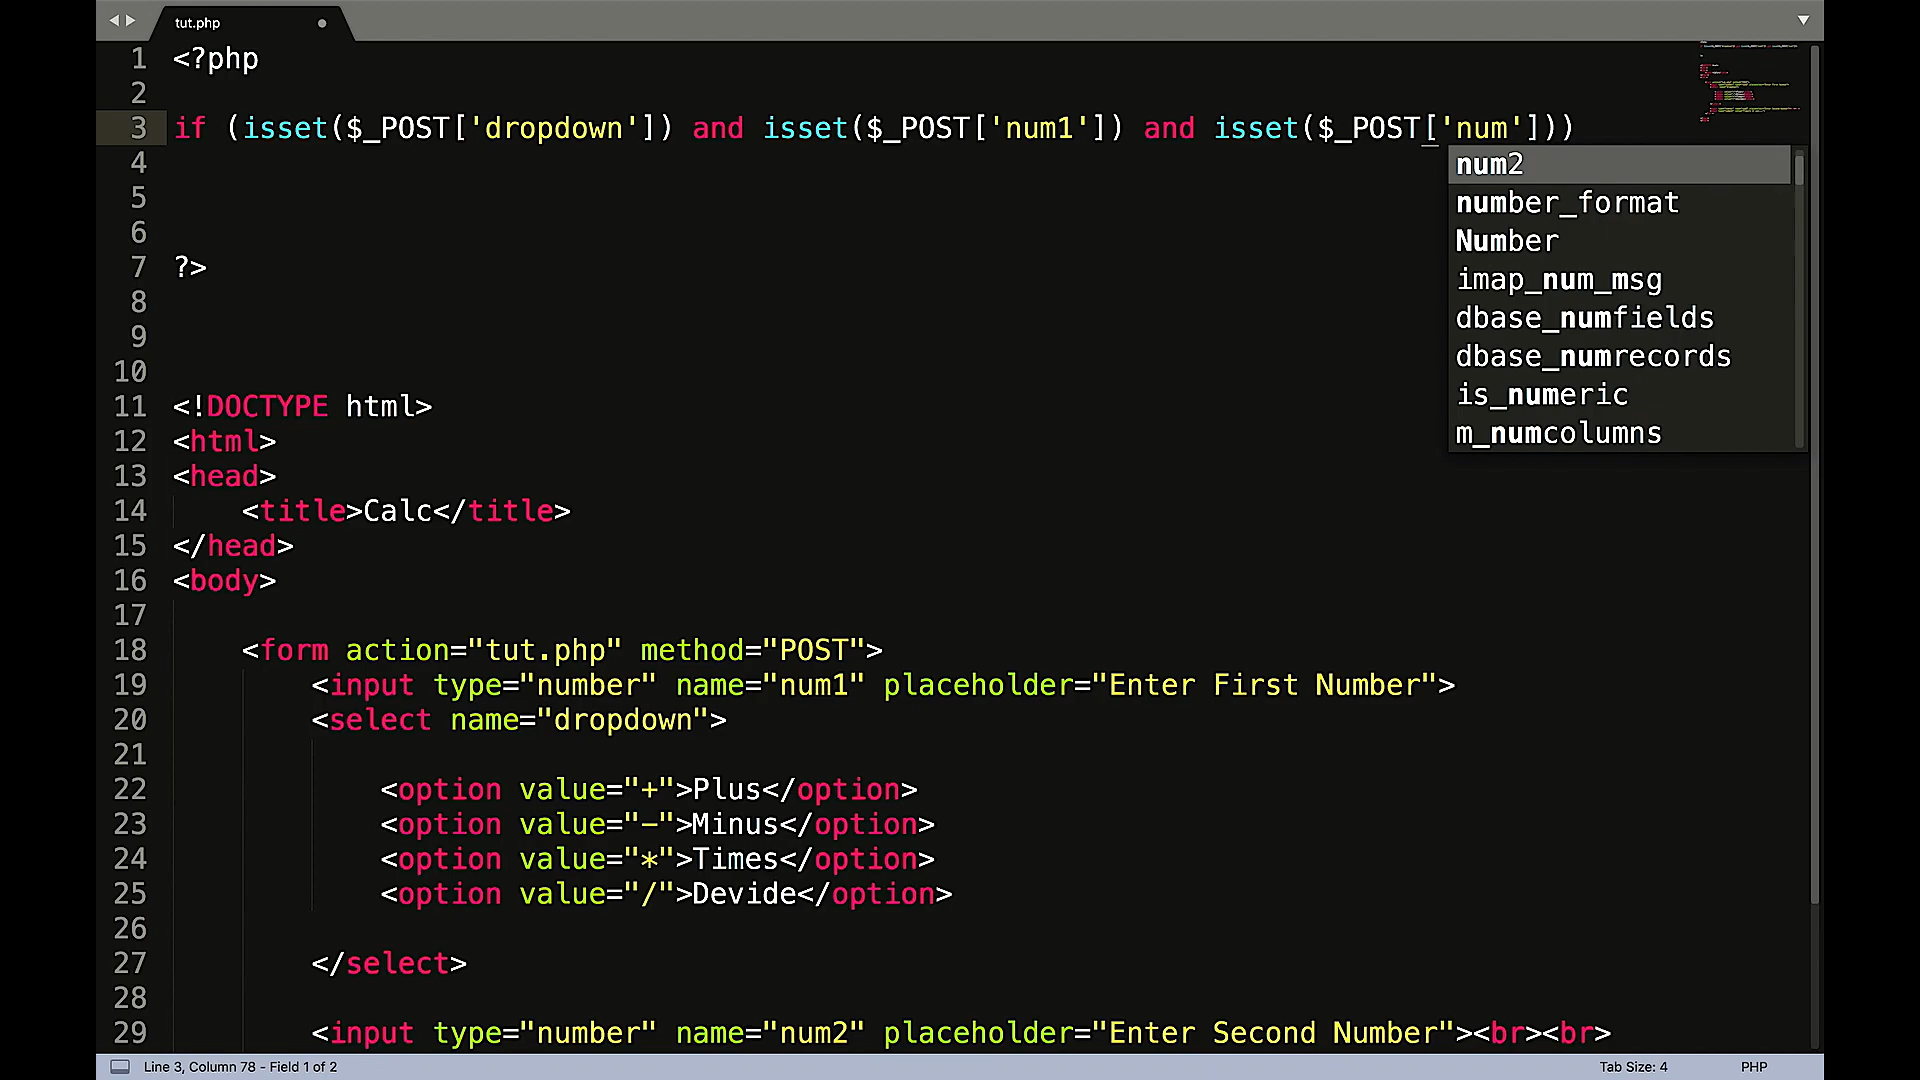 tut.php
1 <?php
2
3 if (isset($_POST['dropdown']) and isset($_POST['num1']) and isset($_POST['num']))
4
num2
5
number_format
6
Number
7 ?>
imap_num_msg
8
dbase_numfields
9
dbase_numrecords
10
is_numeric
11 <!DOCTYPE html>
m_numcolumns
12 <html>
13 <head>
14 <title>Calc</title>
15 </head>
16 <body>
17
18 <form action="tut.php" method="POST">
19 <input type="number" name="num1" placeholder="Enter First Number">
20 <select name="dropdown">
21
22 <option value="+">Plus</option>
23 <option value="-">Minus</option>
24 <option value="*">Times</option>
25 <option value="/">Devide</option>
26
27 </select>
28
29 <input type="number" name="num2" placeholder="Enter Second Number"><br><br>
Line 3, Column 78 - Field 1 of 2
Tab Size: 4
PHP